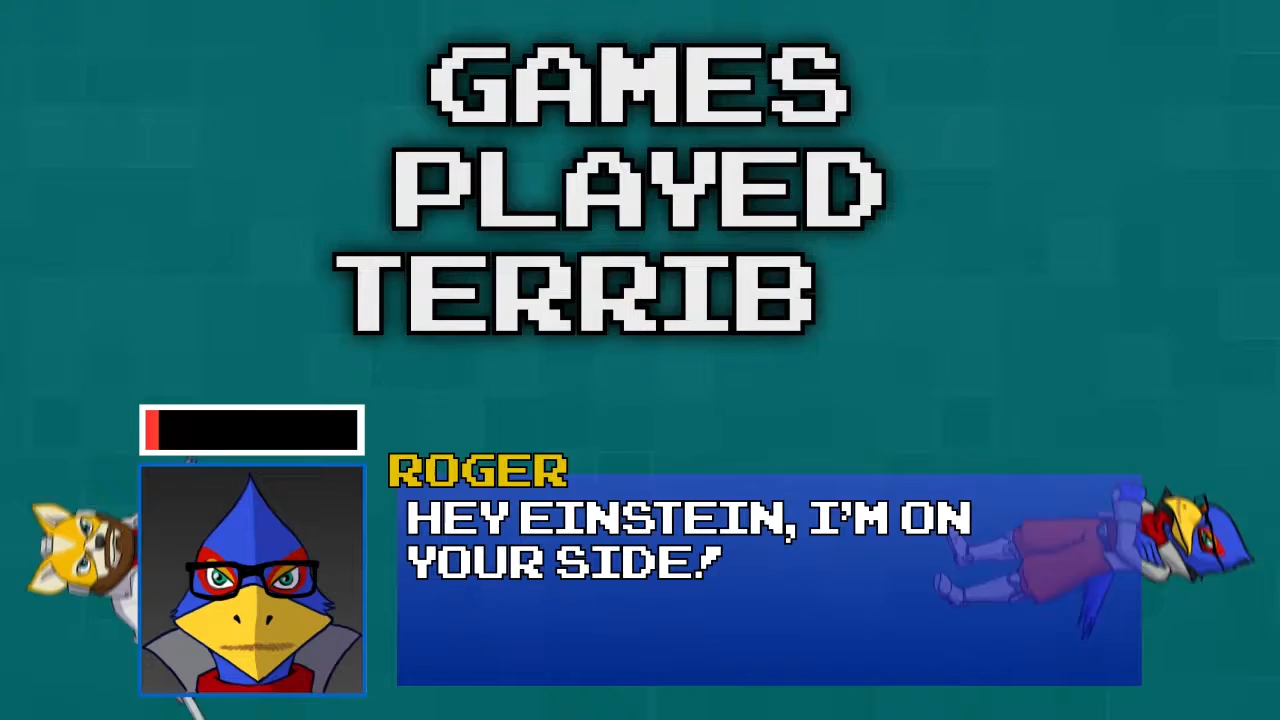 GAMES
PLAYED
TERRIB
ROGER
HEY EINSTEIN, I'M ON
YOUR SIDE!